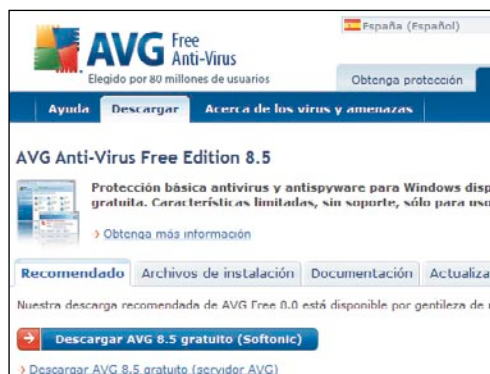 España (Español)
AVG Free
Anti-Virus
Elegido por 80 millones de usuarios
Obtenga protección
Ayuda Descargar Acerca de los virus y amenazas
AVG Anti-Virus Free Edition 8.5
Protección básica antivirus y antispyware para Windows disp
gratuita. Características limitadas, sin soporte, sólo para uso
Obtenga más información
Recomendado Archivos de instalación Documentación Actualiza
Nuestra descarga recomendada de AVG Free 8.0 está disponible por gentileza de
Descargar AVG 8.5 gratuito (Softonic)
Descargar AVG 8.5 gratuito (servidor AVG)